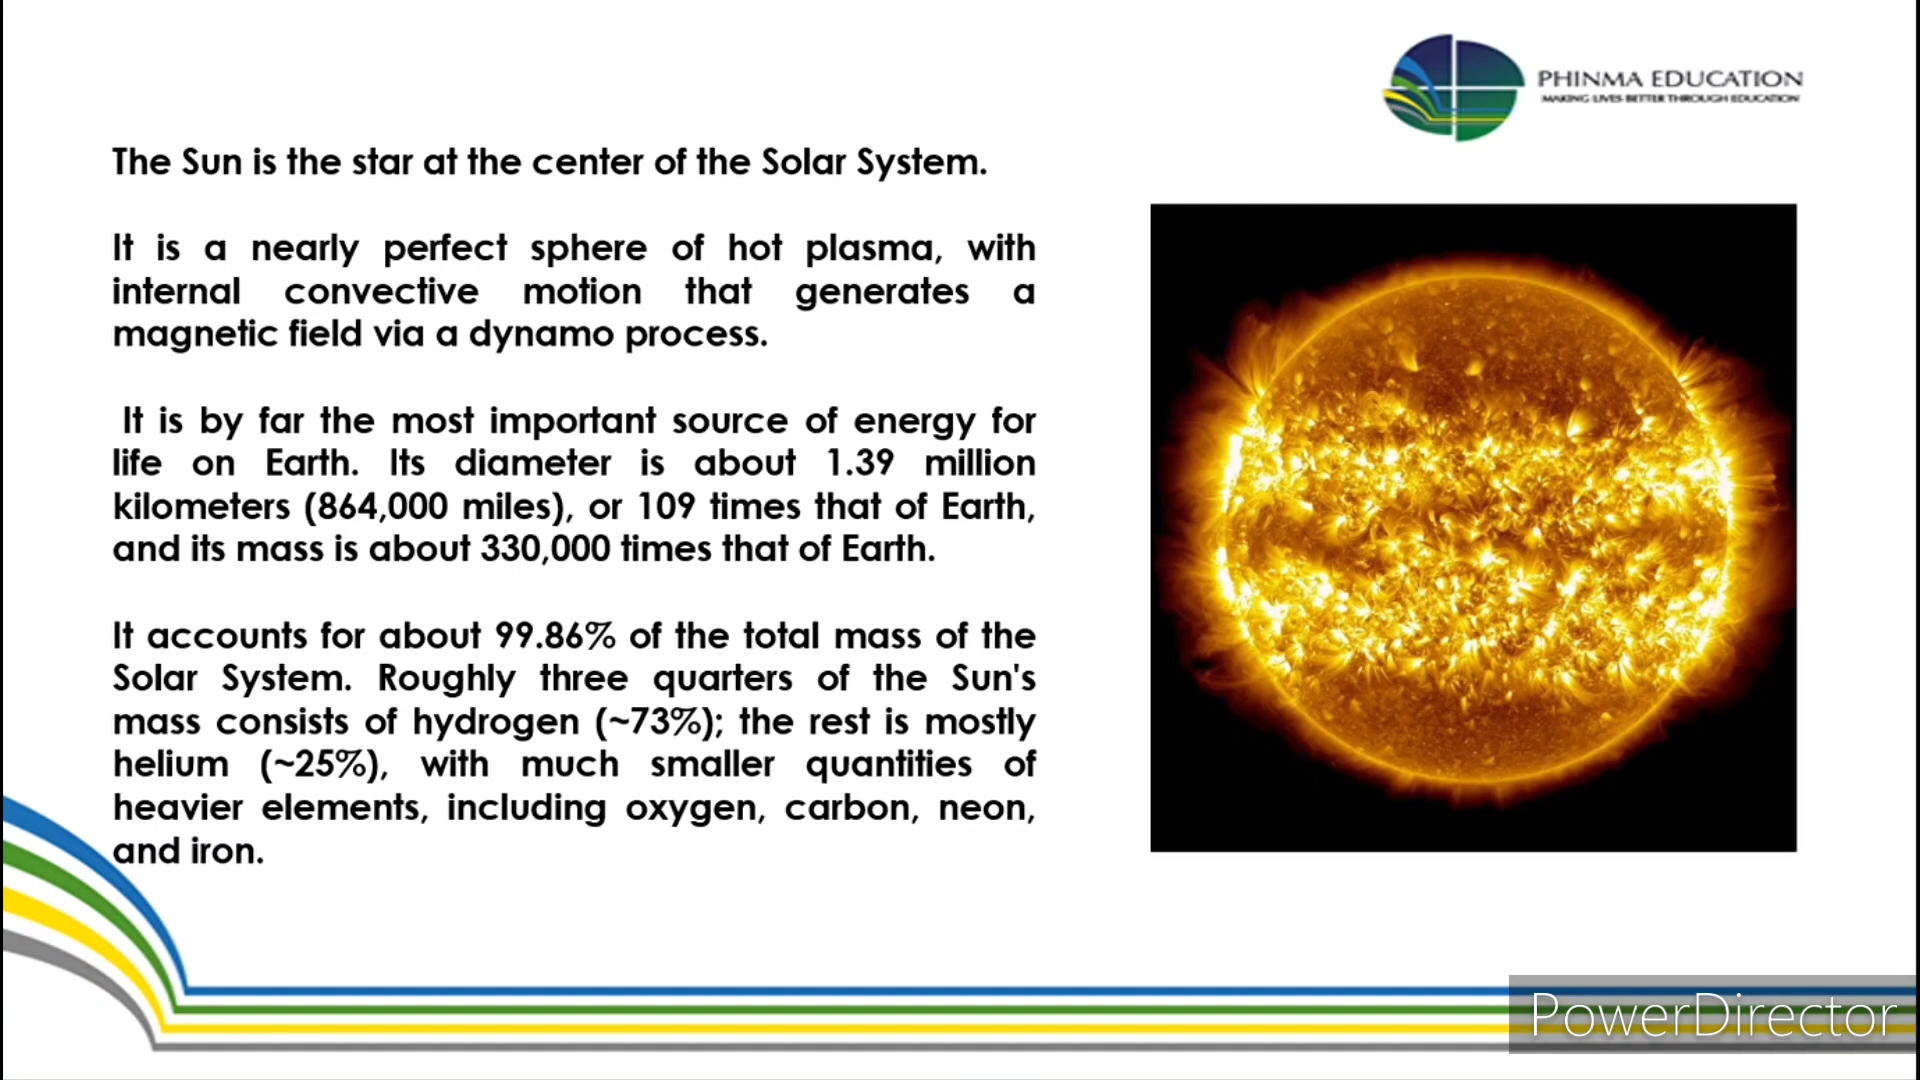 PHINMA EDUCATION
MAKING LIVES BETTER THROUGH EDUCATION
The Sun is the star at the center of the Solar System.
It is a nearly perfect sphere of hot plasma, with
internal convective motion that generates a
magnetic field via a dynamo process.
It is by far the most important source of energy for
life on Earth. Its diameter is about 1.39 million
kilometers (864,000 miles), or 109 times that of Earth,
and its mass is about 330,000 times that of Earth.
It accounts for about 99.86% of the total mass of the
Solar System. Roughly three quarters of the Sun's
mass consists of hydrogen (~73%); the rest is mostly
helium (~25%), with much smaller quantities of
heavier elements, including oxygen, carbon, neon,
and iron.
PowerDirector